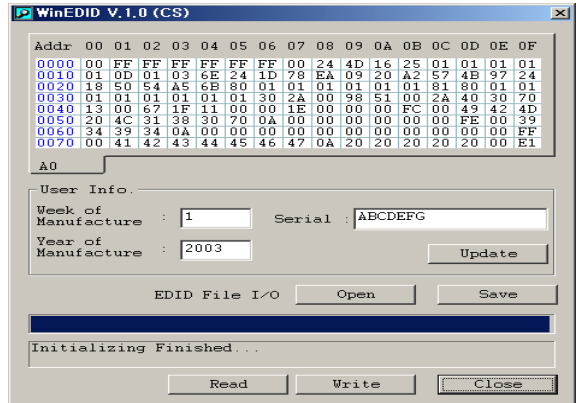 WinEDID V.1.0 (CS)
Addr 00 01 02 03 04 05 06 07 08 09 0A 0B 0C 0D 0E 0F
0000 00 FF FF FF FF FF FF 00 24 4D 16 25 01 01 01 01
0010 01 0D 01 03 6E 24 1D 78 EA 09 20 A2 57 4B 97 24
0020 18 50 54 A5 6B 80 01 01 01 01 01 01 81 80 01 01
0030 01 01 01 01 01 01 30 2A 00 98 51 00 2A 40 30 70
0040 13 00 67 1F 11 00 00 1E 00 00 00 FC 00 49 42 4D
0050 20 4C 31 38 30 70 0A 00 00 00 00 00 00 FE 00 39
0060 34 39 34 0A 00 00 00 00 00 00 00 00 00 00 00 FF
0070 00 41 42 43 44 45 46 47 0A 20 20 20 20 20 00 E1
A0
User Info.
Week of Manufacture : 1
Serial : ABCDEFG
Year of Manufacture : 2003
Update
EDID File I/O Open Save
Initializing Finished...
Read Write Close